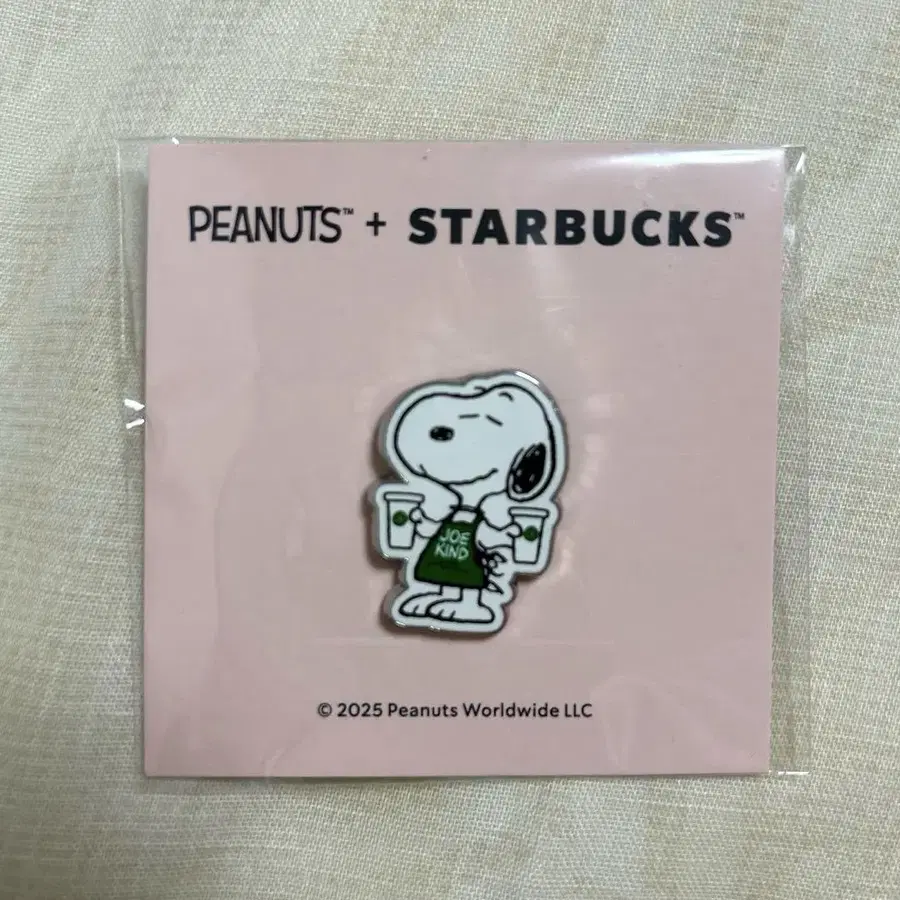 PEANUTS™ + STARBUCKS™
JOE
KIND
© 2025 Peanuts Worldwide LLC